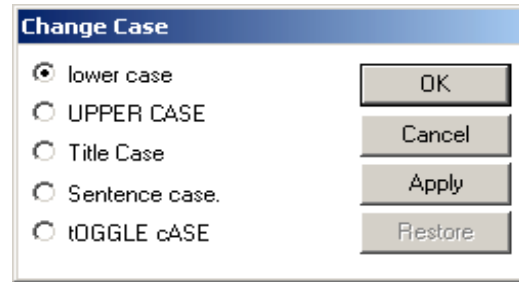 Change Case
lower case
UPPER CASE
Title Case
Sentence case.
tOGGLE cASE
OK
Cancel
Apply
Restore